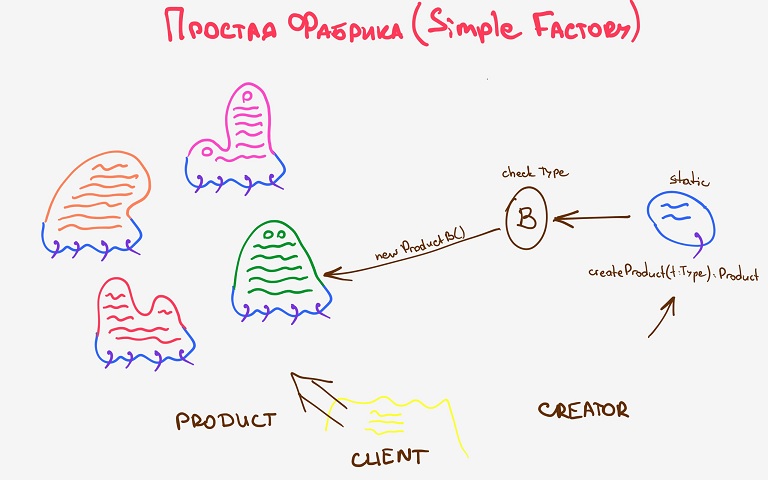 Простая Фабрика (Simple Factory)
check Type
static
B
new ProductB()
createProduct(t:Type):Product
PRODUCT
CREATOR
CLIENT